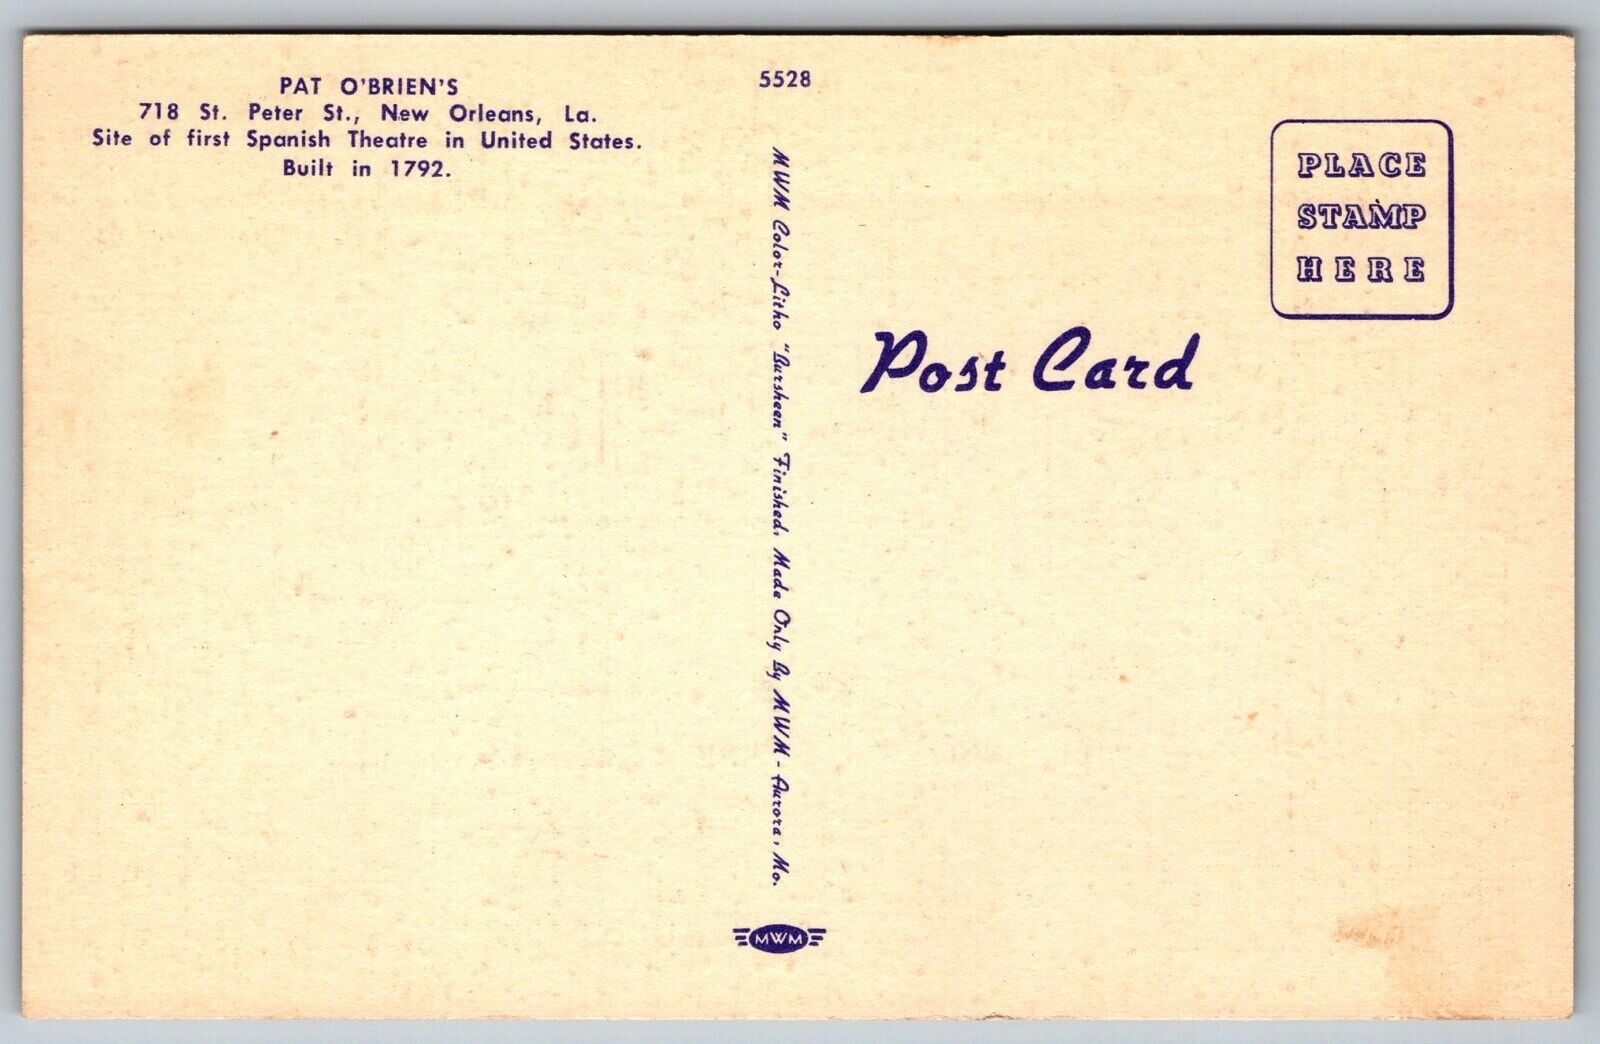 PAT O'BRIEN'S
718 St. Peter St., New Orleans, La.
Site of first Spanish Theatre in United States.
Built in 1792.
5528
MWM Color-Litho "Bursheen" Finished. Made Only By MWM - Aurora, Mo.
MWM
PLACE
STAMP
HERE
Post Card